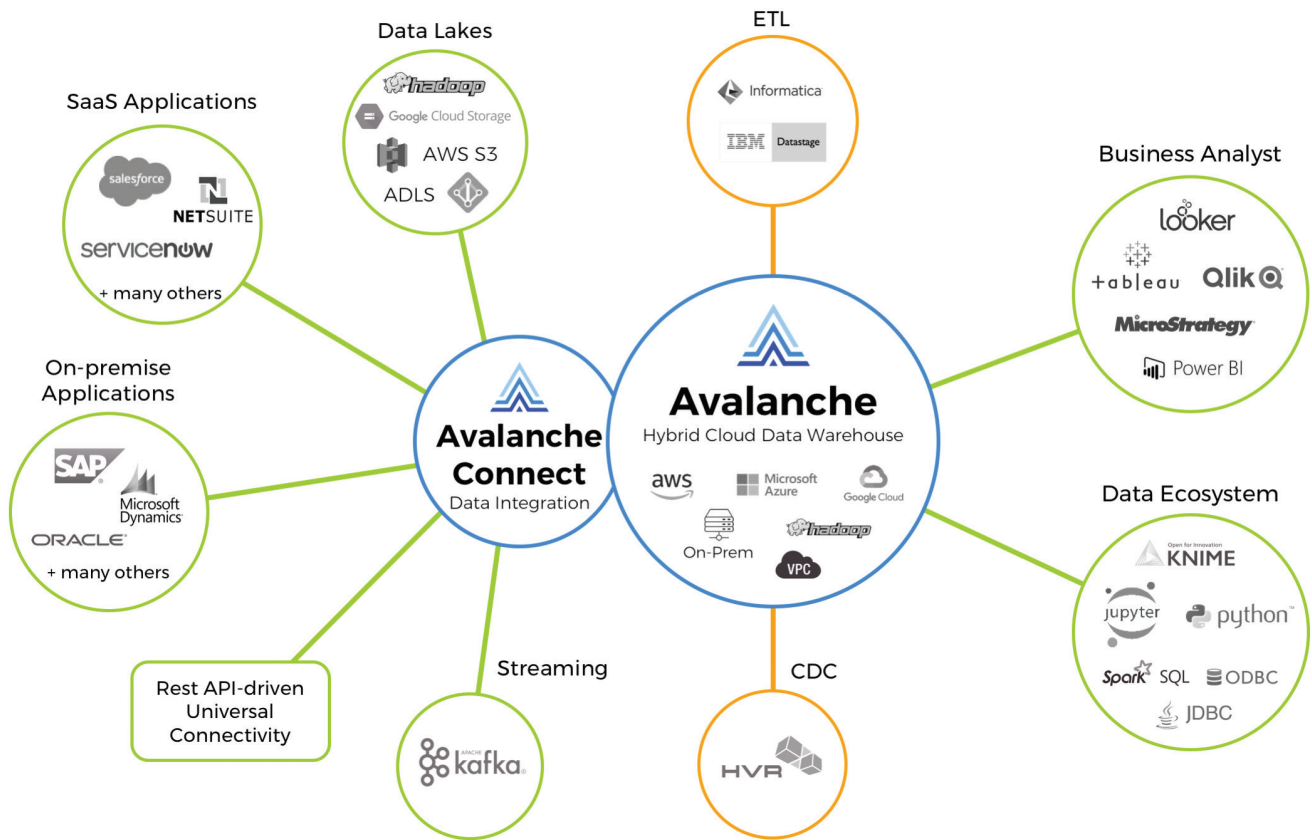 Data Lakes
hadoop
Google Cloud Storage
AWS S3
ADLS
SaaS Applications
salesforce
N
NETSUITE
servicenow
+ many others
On-premise
Applications
SAP
Microsoft
Dynamics
ORACLE
+ many others
Rest API-driven
Universal
Connectivity
Streaming
APACHE
kafka
Avalanche
Connect
Data Integration
ETL
Informatica
IBM Datastage
Avalanche
Hybrid Cloud Data Warehouse
aws
Microsoft
Azure
Google Cloud
On-Prem
hadoop
VPC
CDC
HVR
Business Analyst
looker
+ableau
Qlik
MicroStrategy
Power BI
Data Ecosystem
Open for Innovation
KNIME
jupyter
python™
Spark SQL
ODBC
JDBC